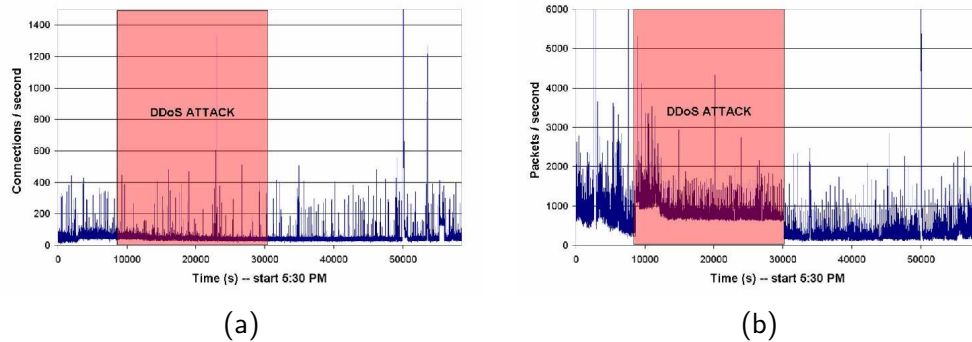 1400
1200
1000
800
600
400
200
0
Connections / second
DDoS ATTACK
0 10000 20000 30000 40000 50000
Time (s) -- start 5:30 PM
(a)
6000
5000
4000
3000
2000
1000
0
Packets / second
DDoS ATTACK
0 10000 20000 30000 40000 50000
Time (s) -- start 5:30 PM
(b)